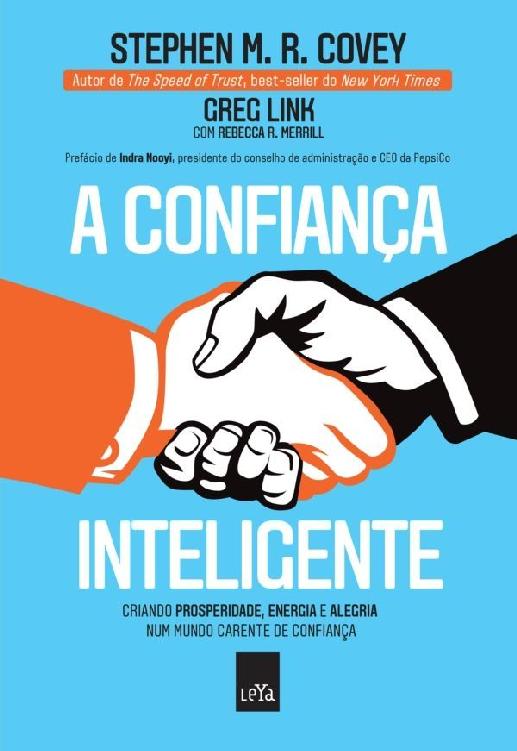 STEPHEN M. R. COVEY
Autor de The Speed of Trust, best-seller do New York Times
GREG LINK
COM REBECCA R. MERRILL
Prefácio de Indra Nooyi, presidente do conselho de administração e CEO da PepsiCo
A CONFIANÇA
INTELIGENTE
CRIANDO PROSPERIDADE, ENERGIA E ALEGRIA
NUM MUNDO CARENTE DE CONFIANÇA
LeYa